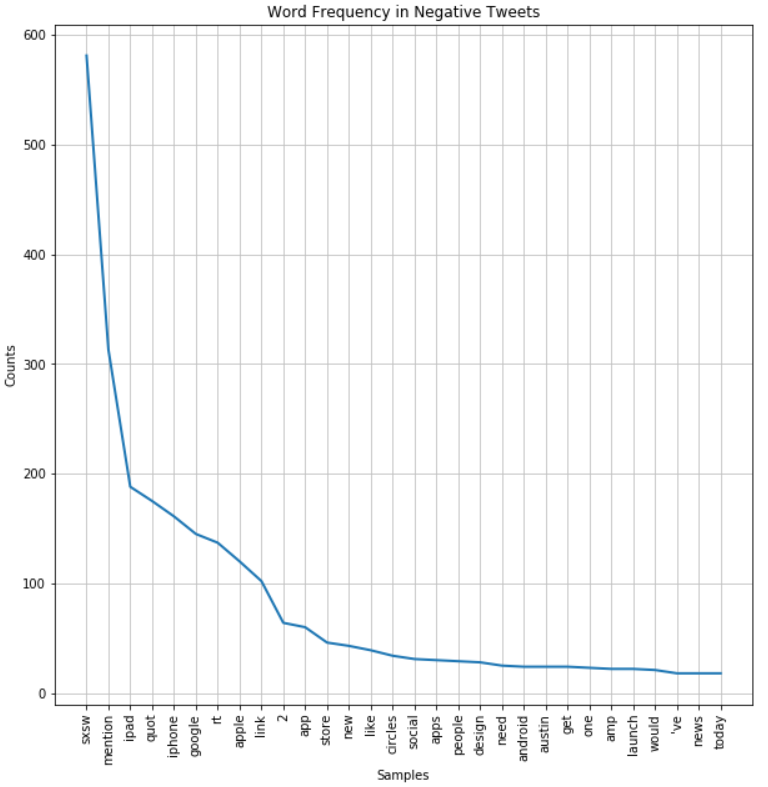 Word Frequency in Negative Tweets
600
500
400
300
200
100
0
Counts
sxsw
mention
ipad
quot
iphone
google
rt
apple
link
2
app
store
new
like
circles
social
apps
people
design
need
android
austin
get
one
amp
launch
would
've
news
today
Samples